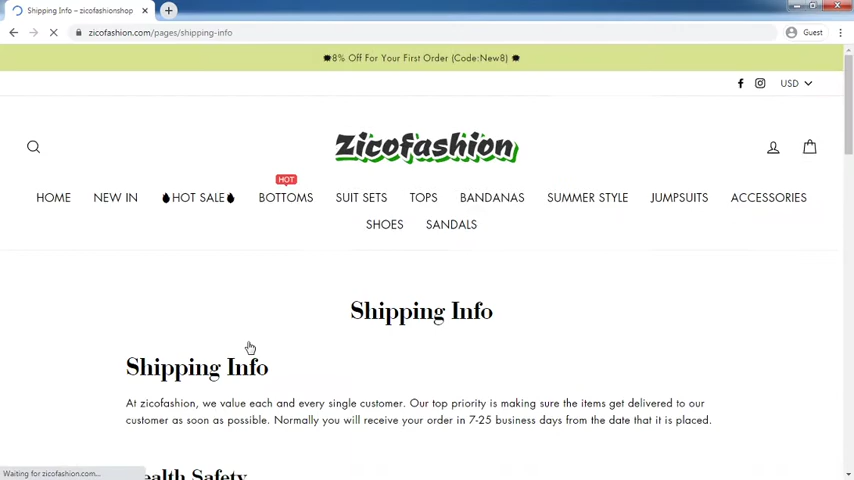 Shipping Info – zicofashionshop
zicofashion.com/pages/shipping-info
Guest
8% Off For Your First Order (Code:New8)
USD
Zicofashion
HOT
HOME NEW IN HOT SALE BOTTOMS SUIT SETS TOPS BANDANAS SUMMER STYLE JUMPSUITS ACCESSORIES
SHOES SANDALS
Shipping Info
Shipping Info
At zicofashion, we value each and every single customer. Our top priority is making sure the items get delivered to our
customer as soon as possible. Normally you will receive your order in 7-25 business days from the date that it is placed.
ealth Safety
Waiting for zicofashion.com...